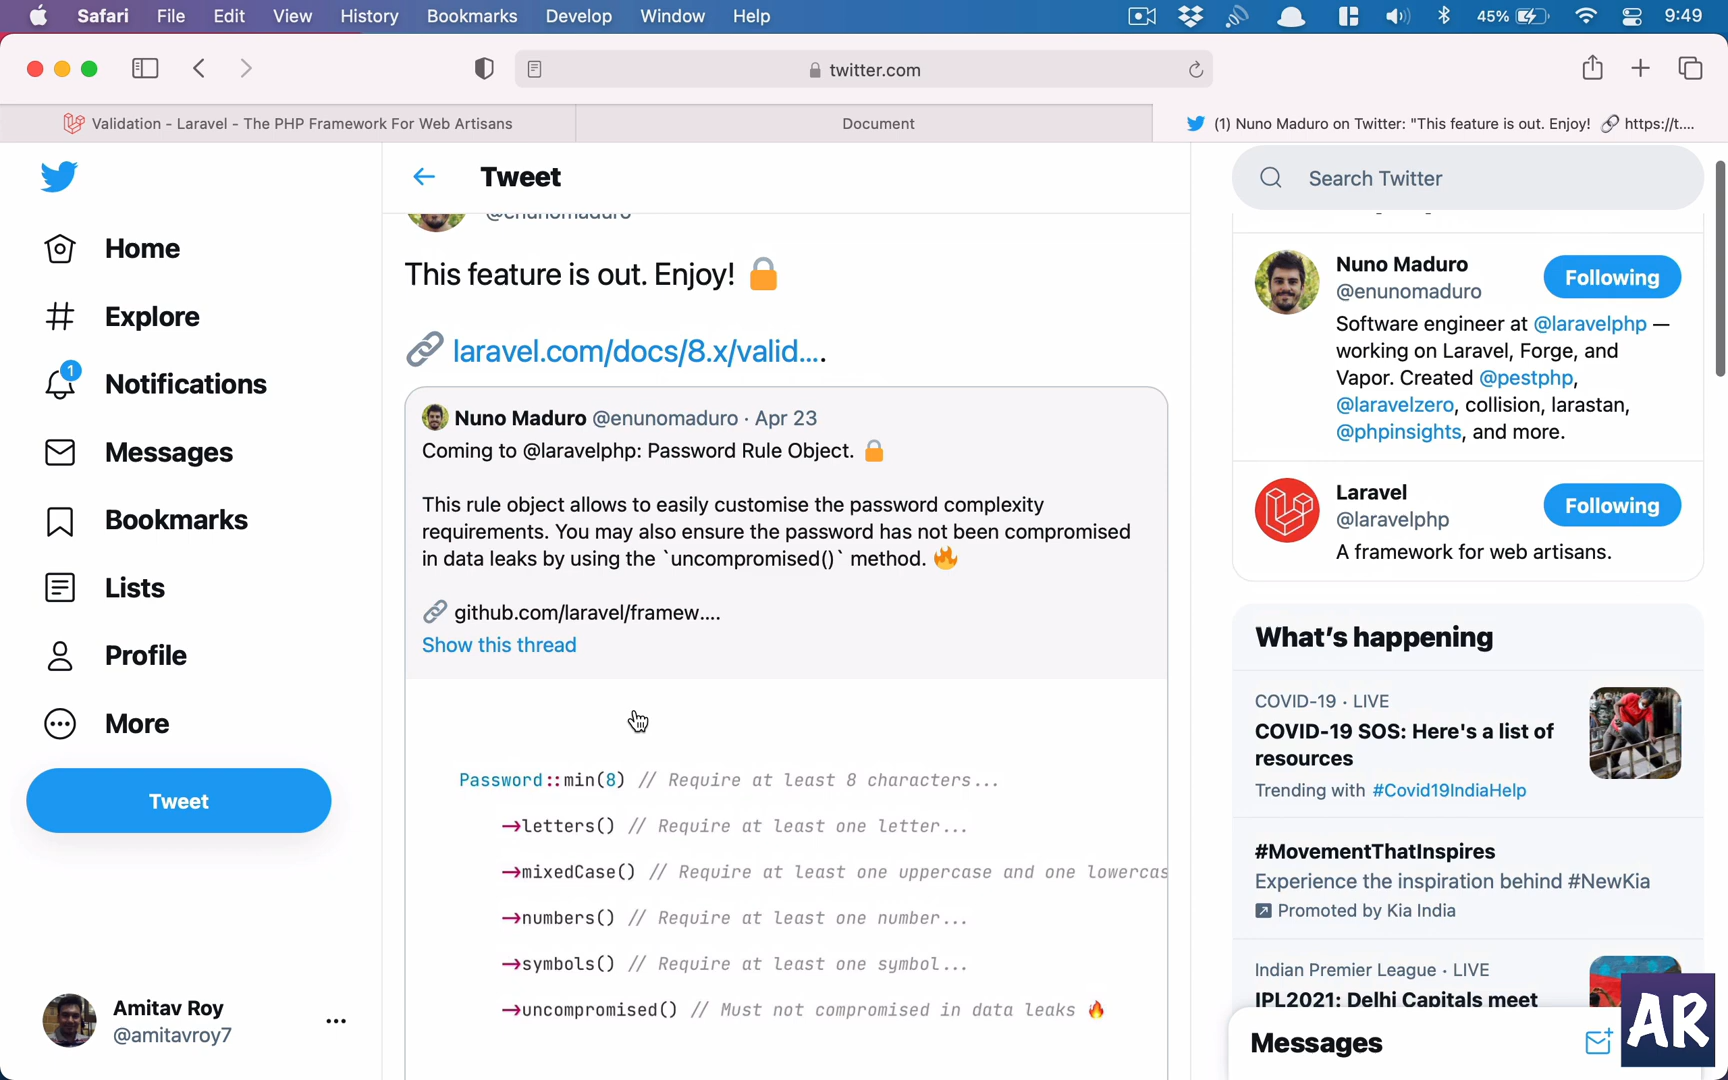 Safari File Edit View History Bookmarks Develop Window Help 45% 9:49
twitter.com
Validation - Laravel - The PHP Framework For Web Artisans
Document
(1) Nuno Maduro on Twitter: "This feature is out. Enjoy! 🔗 https://t....
Home
Explore
1
Notifications
Messages
Bookmarks
Lists
Profile
More
Tweet
Amitav Roy
@amitavroy7
Tweet
@enunomaduro
This feature is out. Enjoy! 🔒
🔗 laravel.com/docs/8.x/valid....
Nuno Maduro @enunomaduro · Apr 23
Coming to @laravelphp: Password Rule Object. 🔒
This rule object allows to easily customise the password complexity
requirements. You may also ensure the password has not been compromised
in data leaks by using the `uncompromised()` method. 🔥
🔗 github.com/laravel/framew....
Show this thread
Password::min(8) // Require at least 8 characters...
->letters() // Require at least one letter...
->mixedCase() // Require at least one uppercase and one lowercas
->numbers() // Require at least one number...
->symbols() // Require at least one symbol...
->uncompromised() // Must not compromised in data leaks 🔥
Search Twitter
Nuno Maduro
@enunomaduro
Following
Software engineer at @laravelphp —
working on Laravel, Forge, and
Vapor. Created @pestphp,
@laravelzero, collision, larastan,
@phpinsights, and more.
Laravel
@laravelphp
Following
A framework for web artisans.
What's happening
COVID-19 · LIVE
COVID-19 SOS: Here's a list of
resources
Trending with #Covid19IndiaHelp
#MovementThatInspires
Experience the inspiration behind #NewKia
Promoted by Kia India
Indian Premier League · LIVE
IPL2021: Delhi Capitals meet
Messages
AR